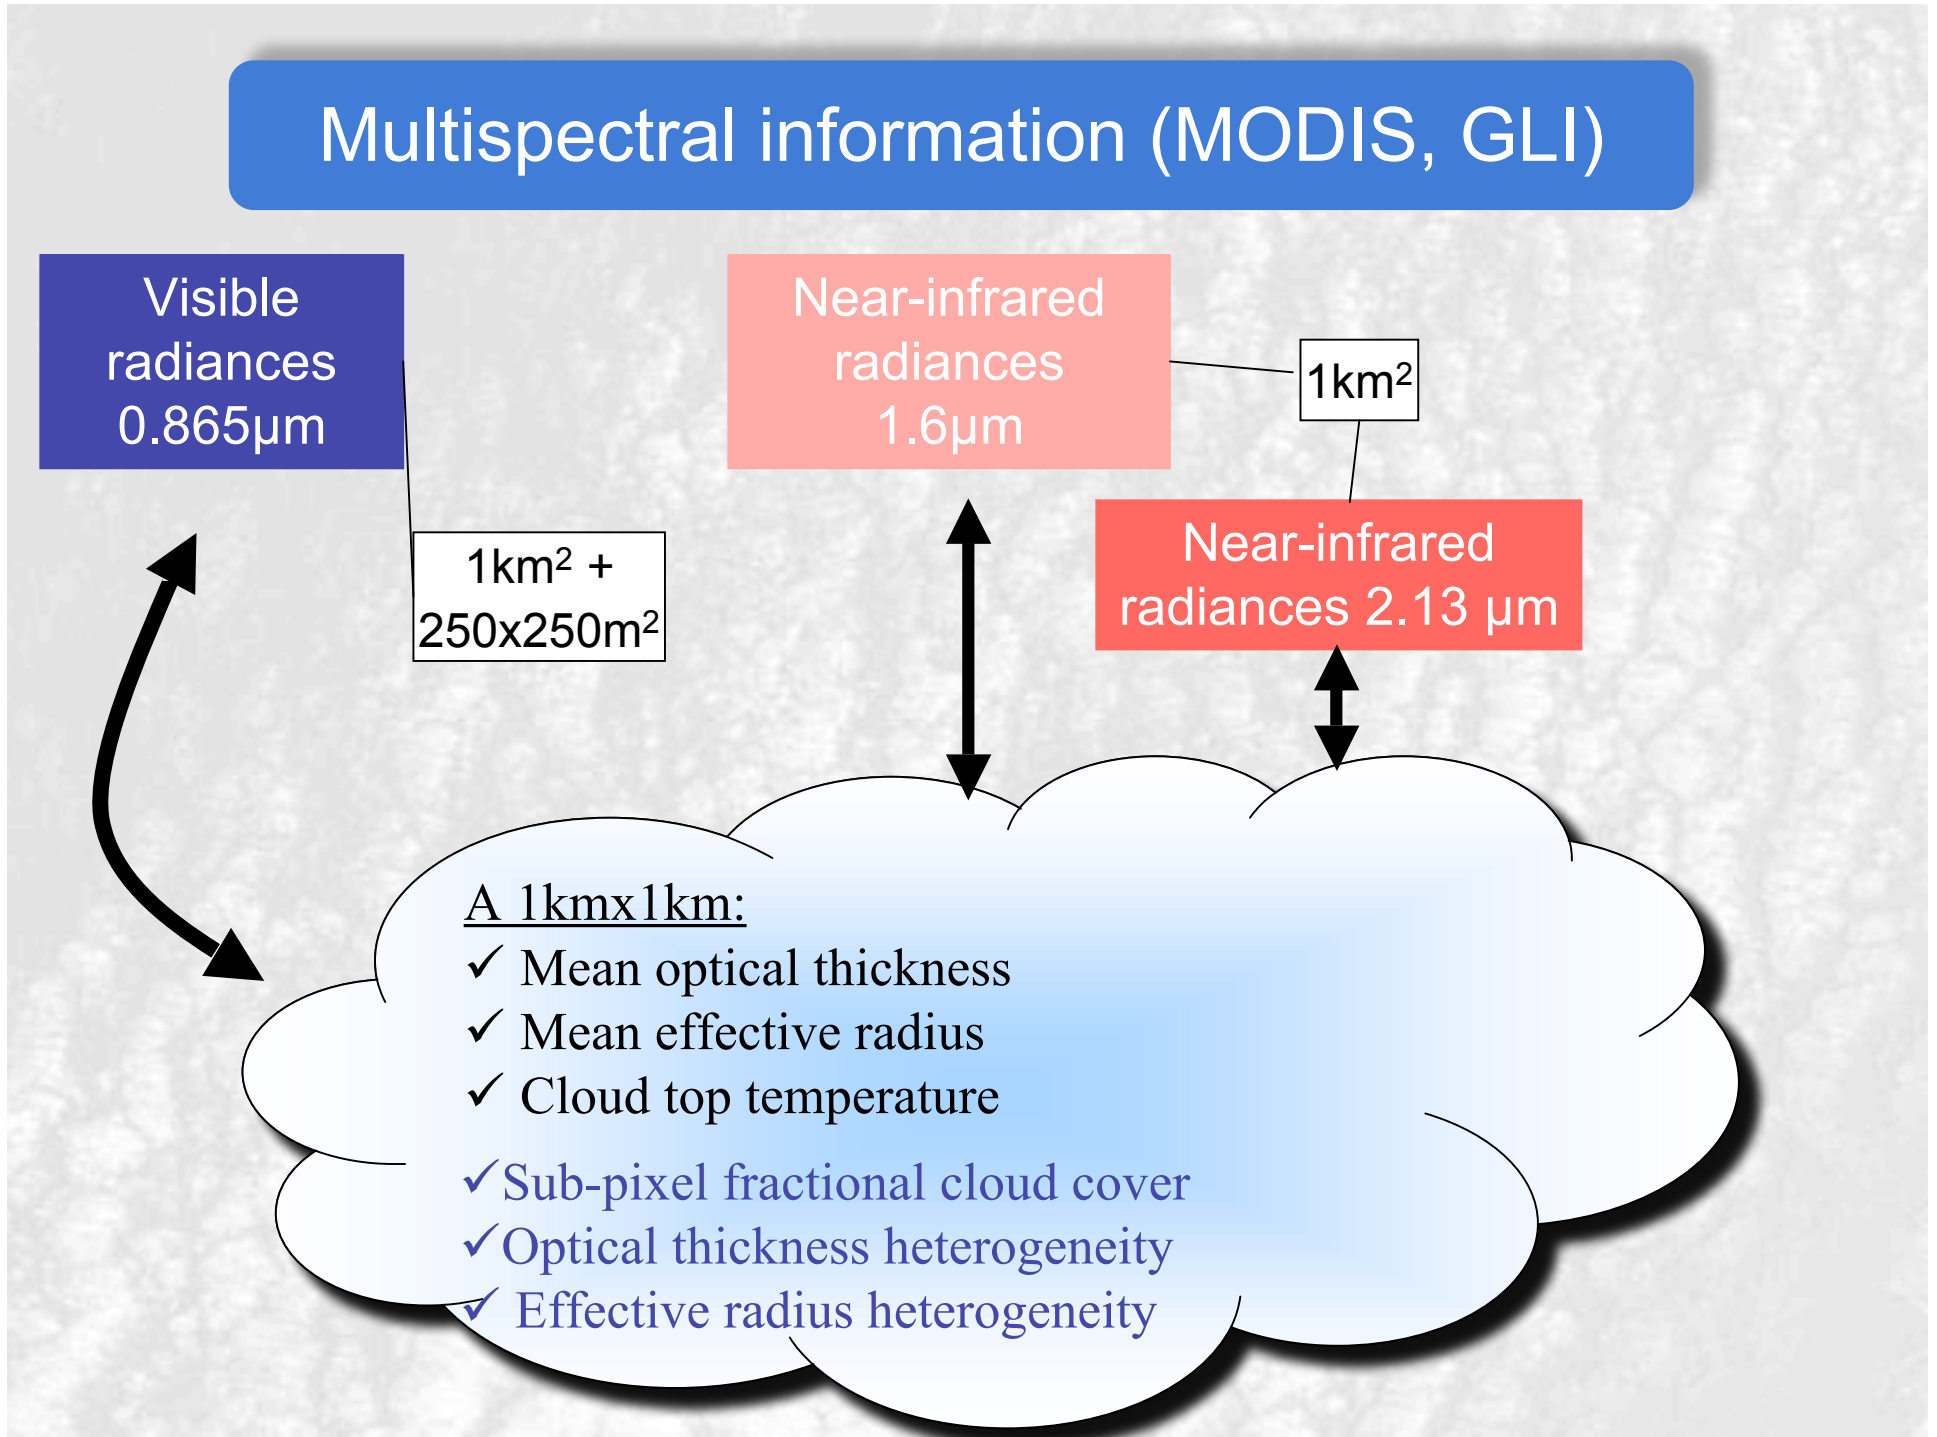 Multispectral information (MODIS, GLI)
Visible
radiances
0.865µm
Near-infrared
radiances
1.6µm
1km²
1km² +
250x250m²
Near-infrared
radiances 2.13 µm
A 1kmx1km:
✓ Mean optical thickness
✓ Mean effective radius
✓ Cloud top temperature
✓Sub-pixel fractional cloud cover
✓Optical thickness heterogeneity
✓ Effective radius heterogeneity